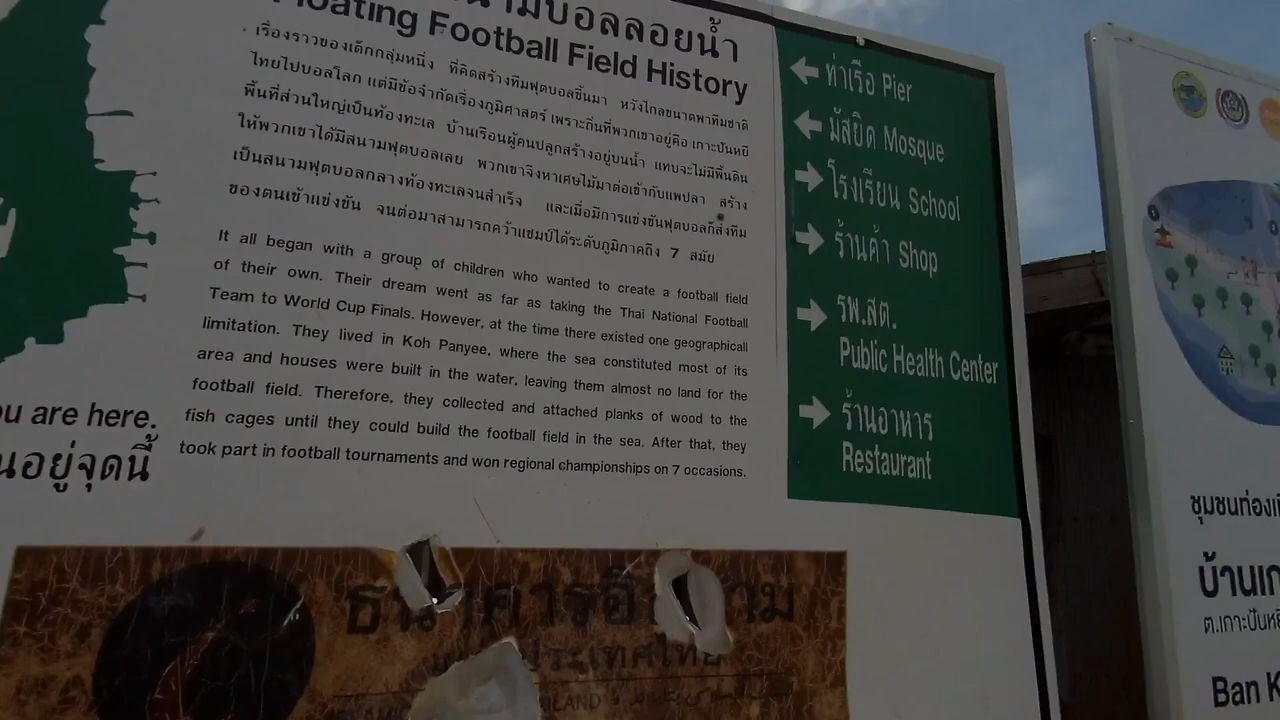 สนามบอลลอยน้ำ
Floating Football Field History
เรื่องราวของเด็กกลุ่มหนึ่ง ที่คิดสร้างทีมฟุตบอลขึ้นมา หวังไกลขนาดพาทีมชาติ
ไทยไปบอลโลก แต่มีข้อจำกัดเรื่องภูมิศาสตร์ เพราะถิ่นที่พวกเขาอยู่คือ เกาะปันหยี
พื้นที่ส่วนใหญ่เป็นท้องทะเล บ้านเรือนผู้คนปลูกสร้างอยู่บนน้ำ แทบจะไม่มีพื้นดิน
ให้พวกเขาได้มีสนามฟุตบอลเลย พวกเขาจึงหาเศษไม้มาต่อเข้ากับแพปลา สร้าง
เป็นสนามฟุตบอลกลางท้องทะเลจนสำเร็จ และเมื่อมีการแข่งขันฟุตบอลก็ส่งทีม
ของตนเข้าแข่งขัน จนต่อมาสามารถคว้าแชมป์ได้ระดับภูมิภาคถึง 7 สมัย
It all began with a group of children who wanted to create a football field
of their own. Their dream went as far as taking the Thai National Football
Team to World Cup Finals. However, at the time there existed one geographical
limitation. They lived in Koh Panyee, where the sea constituted most of its
area and houses were built in the water, leaving them almost no land for the
football field. Therefore, they collected and attached planks of wood to the
fish cages until they could build the football field in the sea. After that, they
took part in football tournaments and won regional championships on 7 occasions.
ท่าเรือ Pier
มัสยิด Mosque
โรงเรียน School
ร้านค้า Shop
รพ.สต.
Public Health Center
ร้านอาหาร
Restaurant
ou are here.
นอยู่จุดนี้
ประเทศไทย
ชุมชนท่องเ
บ้านเก
ต.เกาะปันห
Ban K